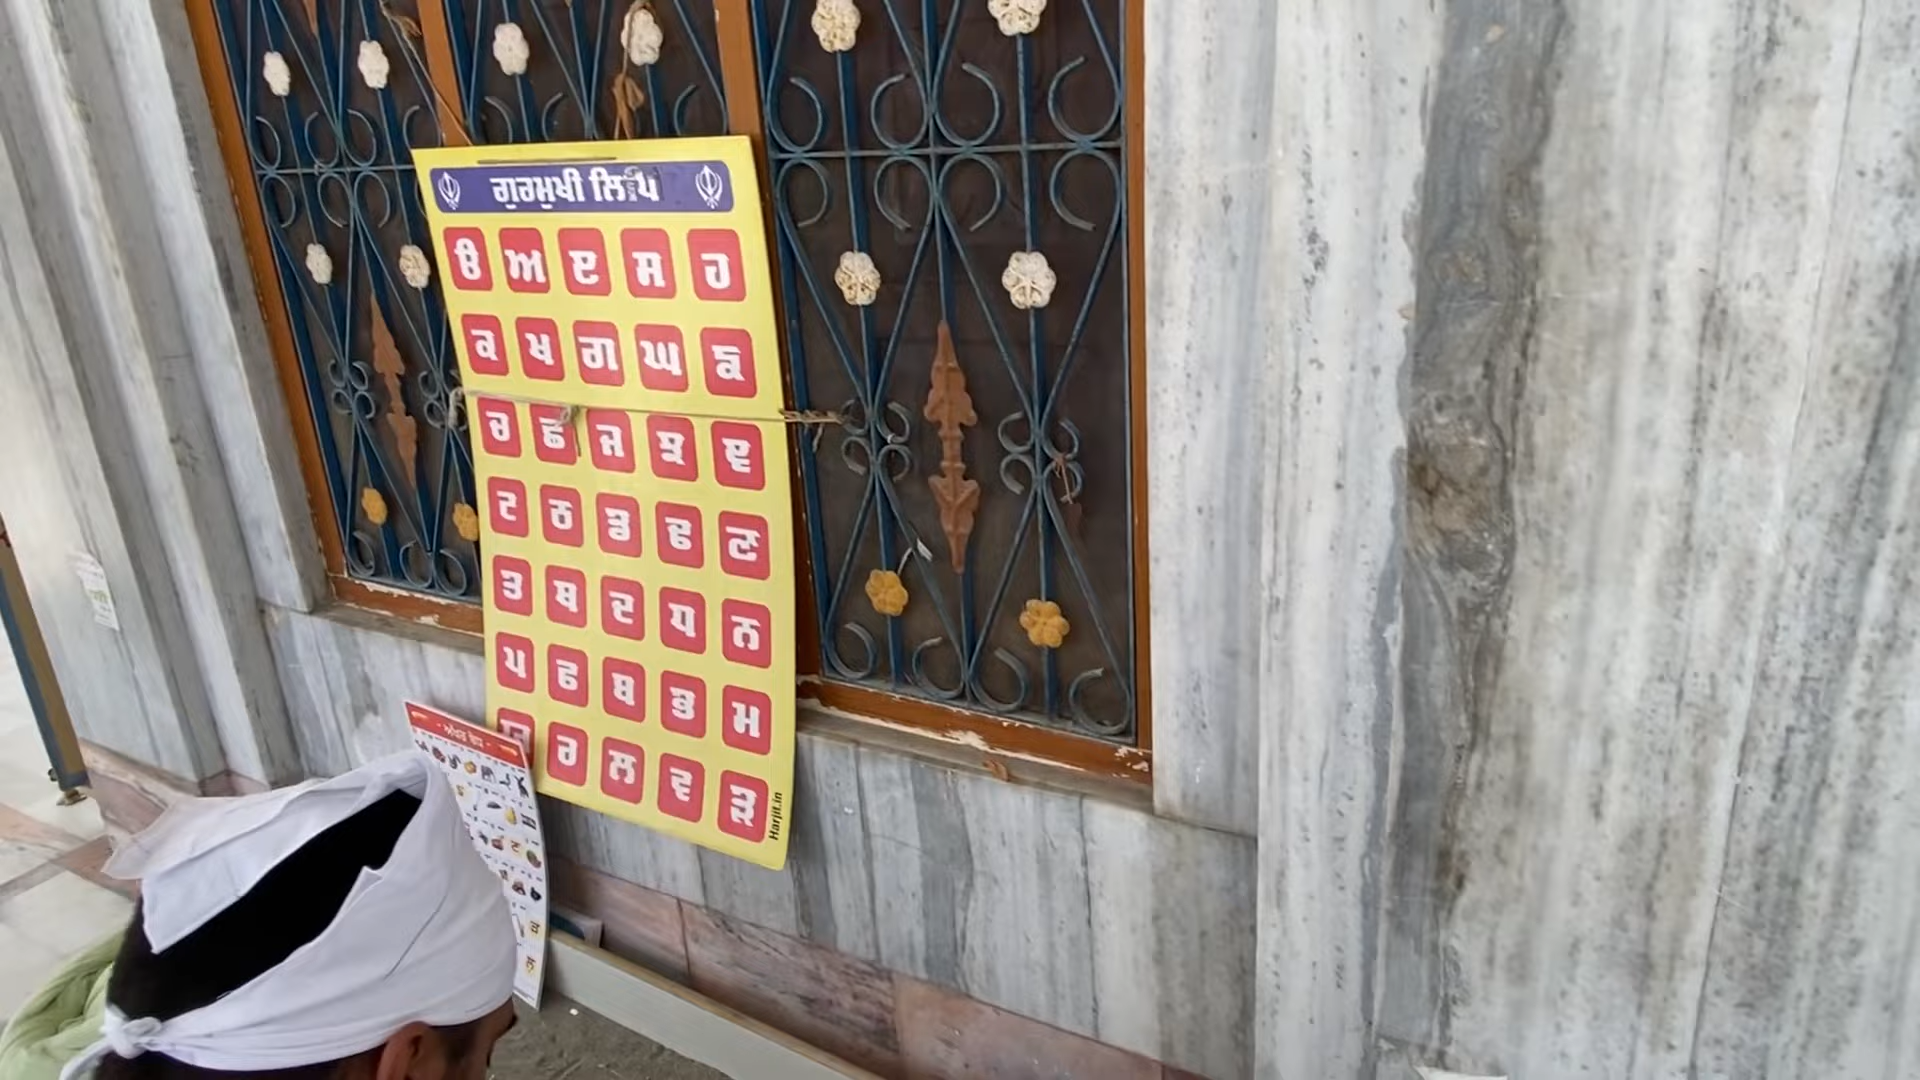 ਗੁਰਮੁਖੀ ਲਿਪੀ
ੳ ਅ ੲ ਸ ਹ
ਕ ਖ ਗ ਘ ਙ
ਚ ਛ ਜ ਝ ਞ
ਟ ਠ ਡ ਢ ਣ
ਤ ਥ ਦ ਧ ਨ
ਪ ਫ ਬ ਭ ਮ
ਯ ਰ ਲ ਵ ੜ
Harjit.in